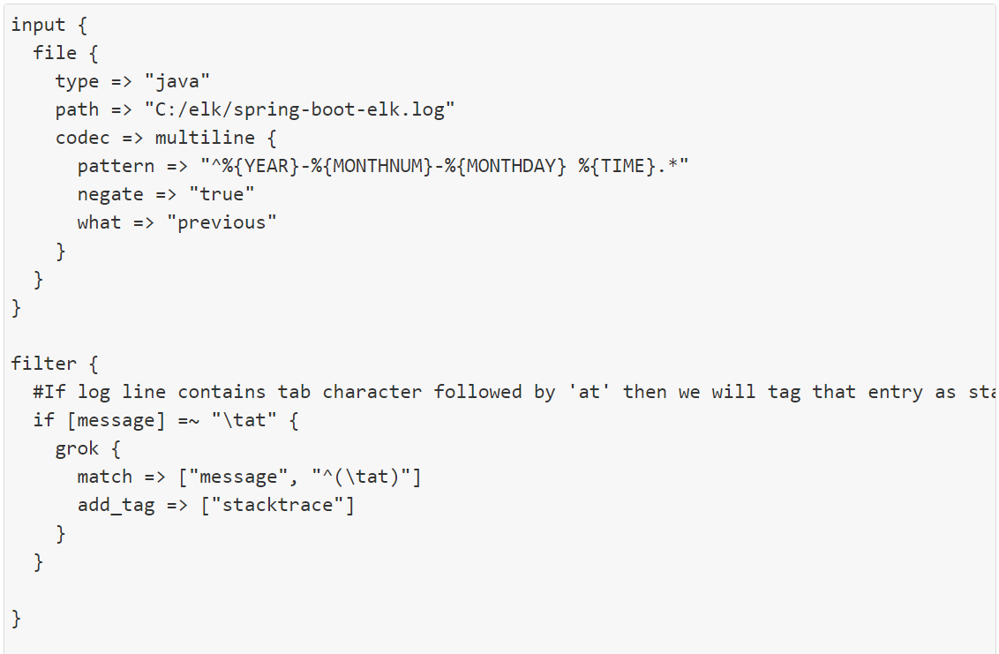 input {
  file {
    type => "java"
    path => "C:/elk/spring-boot-elk.log"
    codec => multiline {
      pattern => "^%{YEAR}-%{MONTHNUM}-%{MONTHDAY} %{TIME}.*"
      negate => "true"
      what => "previous"
    }
  }
}

filter {
  #If log line contains tab character followed by 'at' then we will tag that entry as
  if [message] =~ "\tat" {
    grok {
      match => ["message", "^(\tat)"]
      add_tag => ["stacktrace"]
    }
  }

}